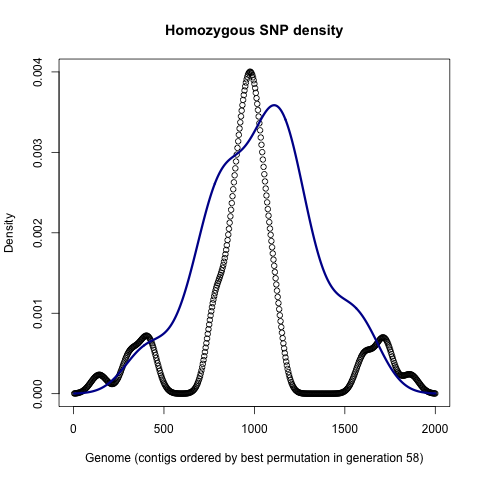 Homozygous SNP density
Density
0.004
0.003
0.002
0.001
0.000
0 500 1000 1500 2000
Genome (contigs ordered by best permutation in generation 58)